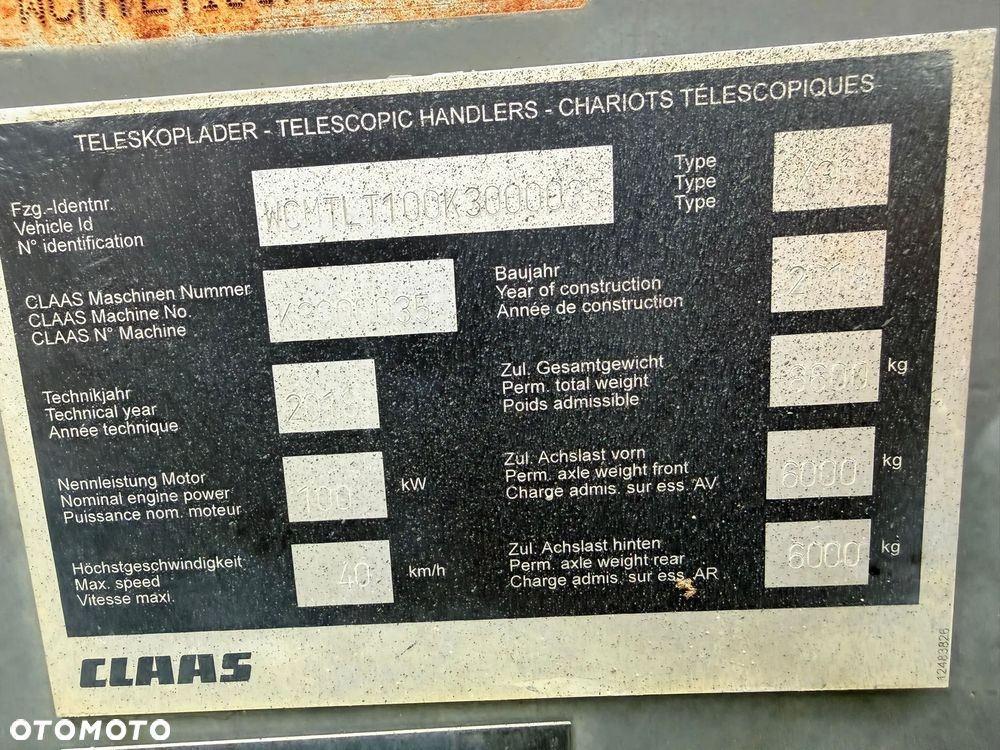 TELESKOPLADER - TELESCOPIC HANDLERS - CHARIOTS TÉLESCOPIQUES
Fzg.-Identnr.
Vehicle Id
N° identification
Type
Type
Type
CLAAS Maschinen Nummer
CLAAS Machine No
CLAAS N° Machine
Baujahr
Year of construction
Année de construction
Technikjahr
Technical year
Année technique
Zul. Gesamtgewicht
Perm. total weight
Poids admissible
kg
Nennleistung Motor
Nominal engine power
Puissance nom. moteur
100 kW
Zul. Achslast vorn
Perm. axle weight front
Charge admis. sur ess. AV
6000 kg
Höchstgeschwindigkeit
Max. speed
Vitesse maxi.
40 km/h
Zul. Achslast hinten
Perm. axle weight rear
Charge admis. sur ess. AR
6000 kg
CLAAS
12483826
OTOMOTO